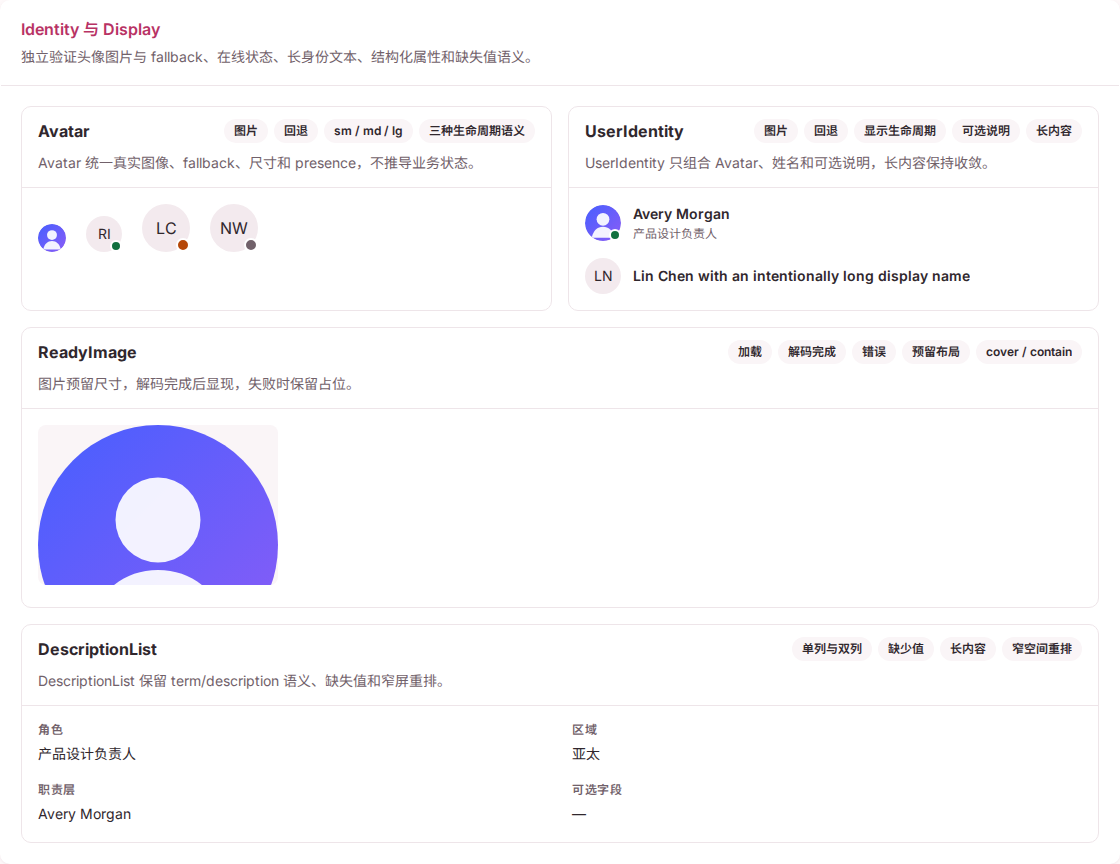 Identity 与 Display
独立验证头像图片与 fallback、在线状态、长身份文本、结构化属性和缺失值语义。
Avatar
图片
回退
sm / md / lg
三种生命周期语义
Avatar 统一真实图像、fallback、尺寸和 presence，不推导业务状态。
RI
LC
NW
UserIdentity
图片
回退
显示生命周期
可选说明
长内容
UserIdentity 只组合 Avatar、姓名和可选说明，长内容保持收敛。
Avery Morgan
产品设计负责人
LN
Lin Chen with an intentionally long display name
ReadyImage
加载
解码完成
错误
预留布局
cover / contain
图片预留尺寸，解码完成后显现，失败时保留占位。
DescriptionList
单列与双列
缺少值
长内容
窄空间重排
DescriptionList 保留 term/description 语义、缺失值和窄屏重排。
角色
产品设计负责人
区域
亚太
职责层
Avery Morgan
可选字段
—